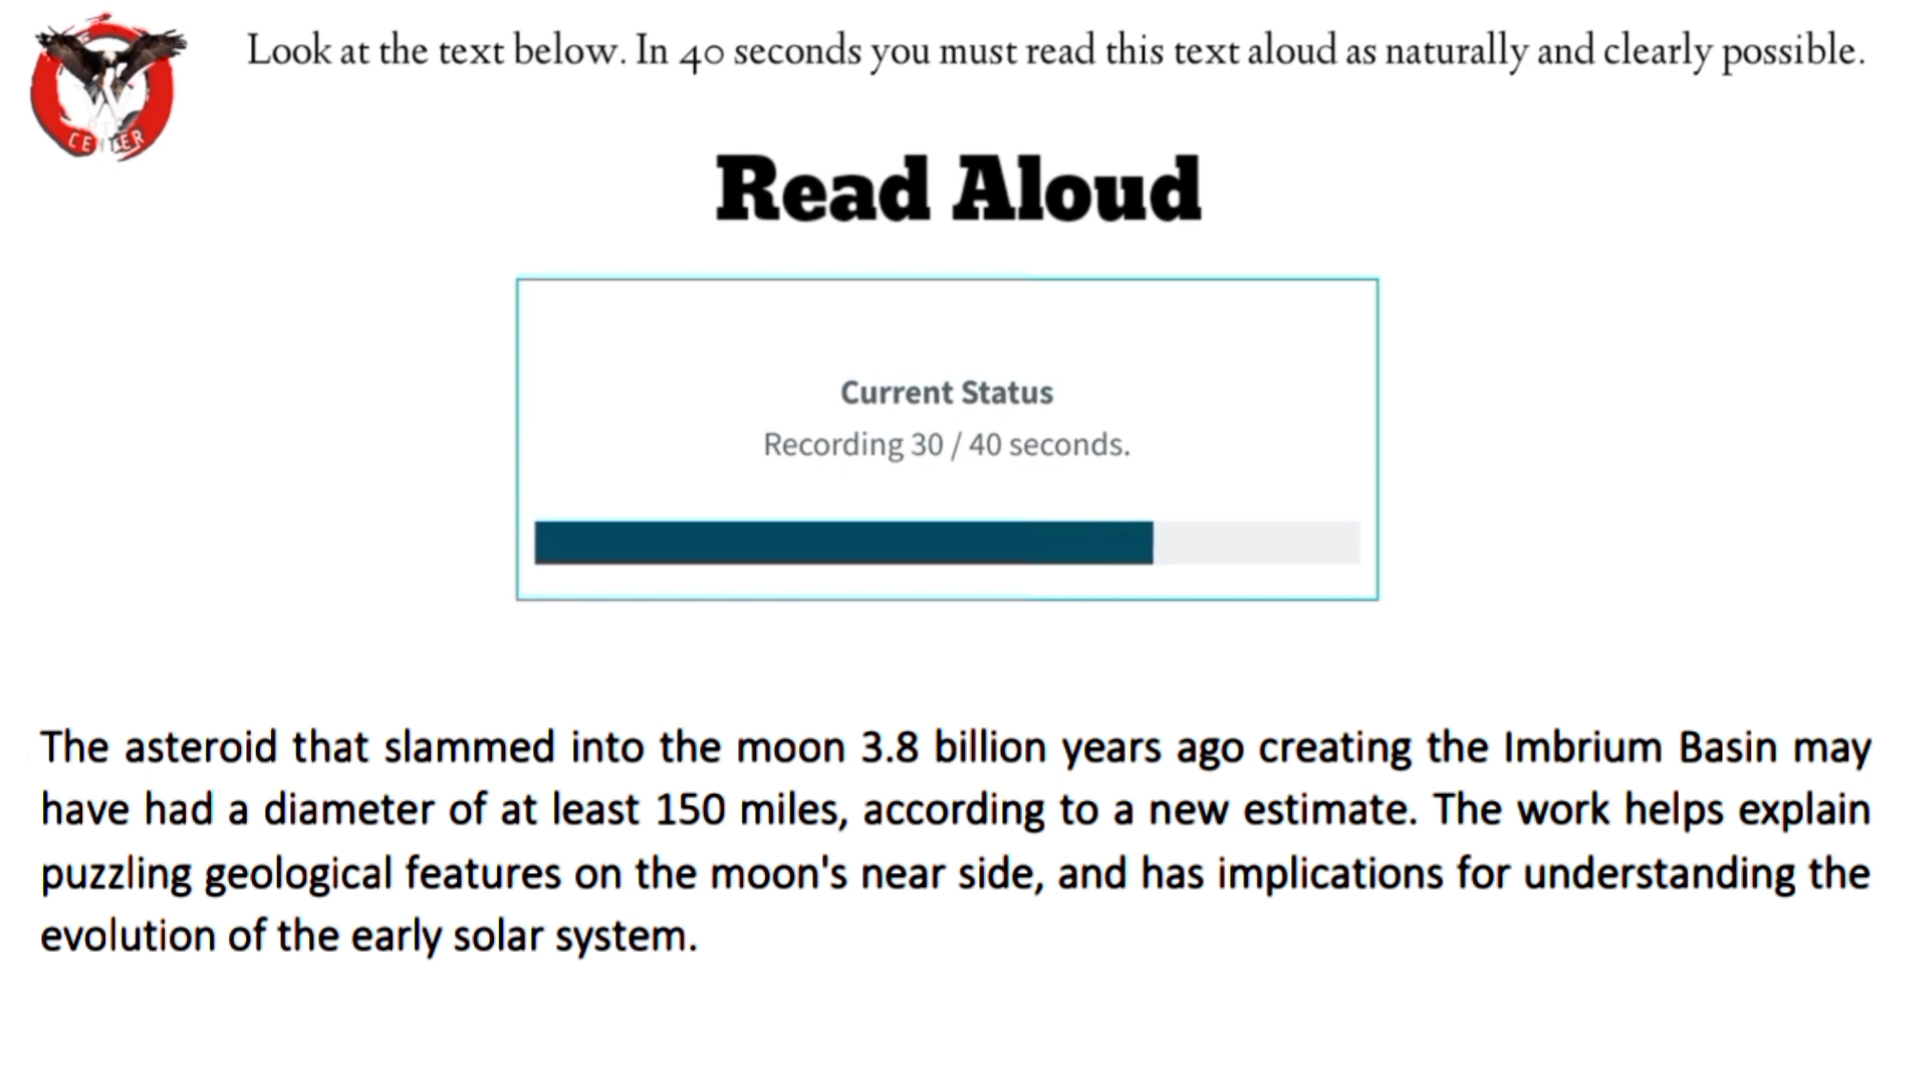 Look at the text below. In 40 seconds you must read this text aloud as naturally and clearly possible.
CENTER
Read Aloud
Current Status
Recording 30 / 40 seconds.
The asteroid that slammed into the moon 3.8 billion years ago creating the Imbrium Basin may
have had a diameter of at least 150 miles, according to a new estimate. The work helps explain
puzzling geological features on the moon's near side, and has implications for understanding the
evolution of the early solar system.